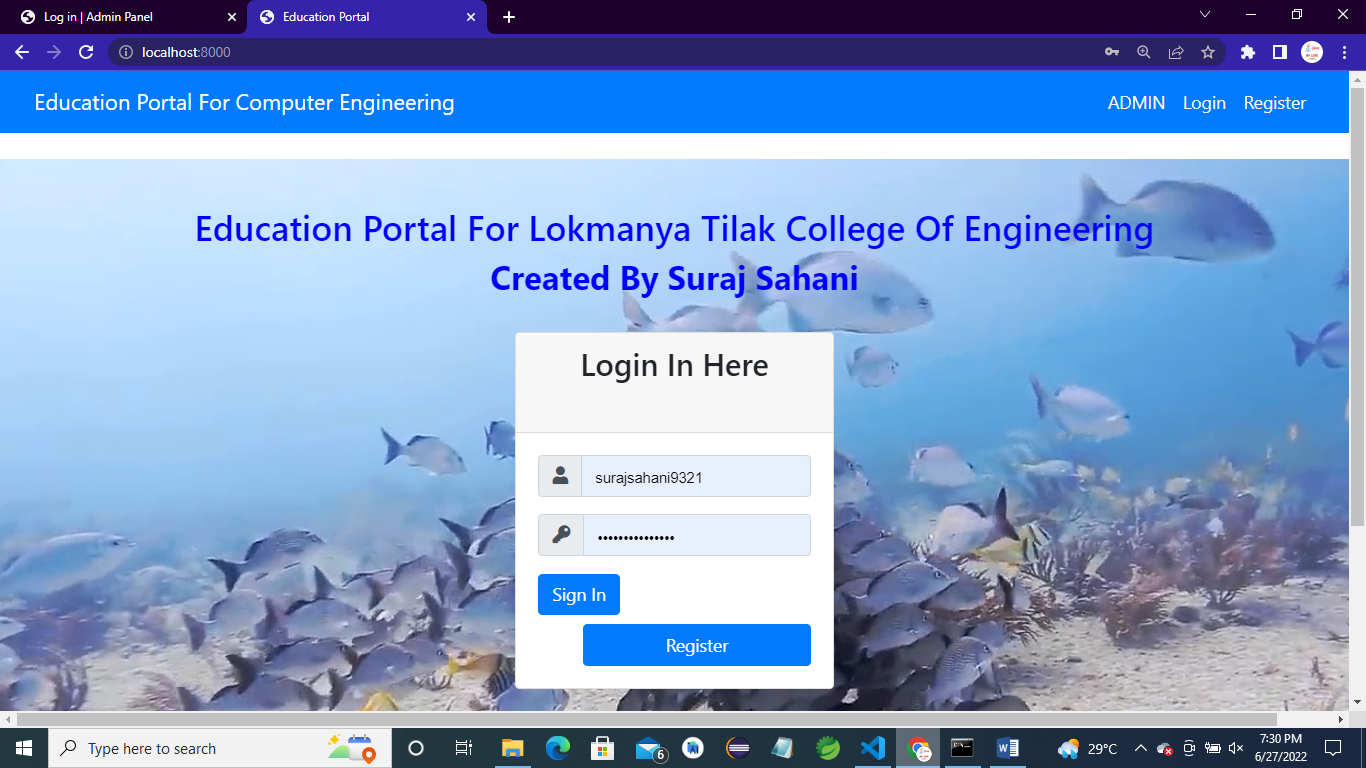 Log in | Admin Panel
Education Portal
localhost:8000
Education Portal For Computer Engineering
ADMIN Login Register
Education Portal For Lokmanya Tilak College Of Engineering
Created By Suraj Sahani
Login In Here
surajsahani9321
•••••••••••••••
Sign In
Register
Type here to search
6
29°C
7:30 PM
6/27/2022